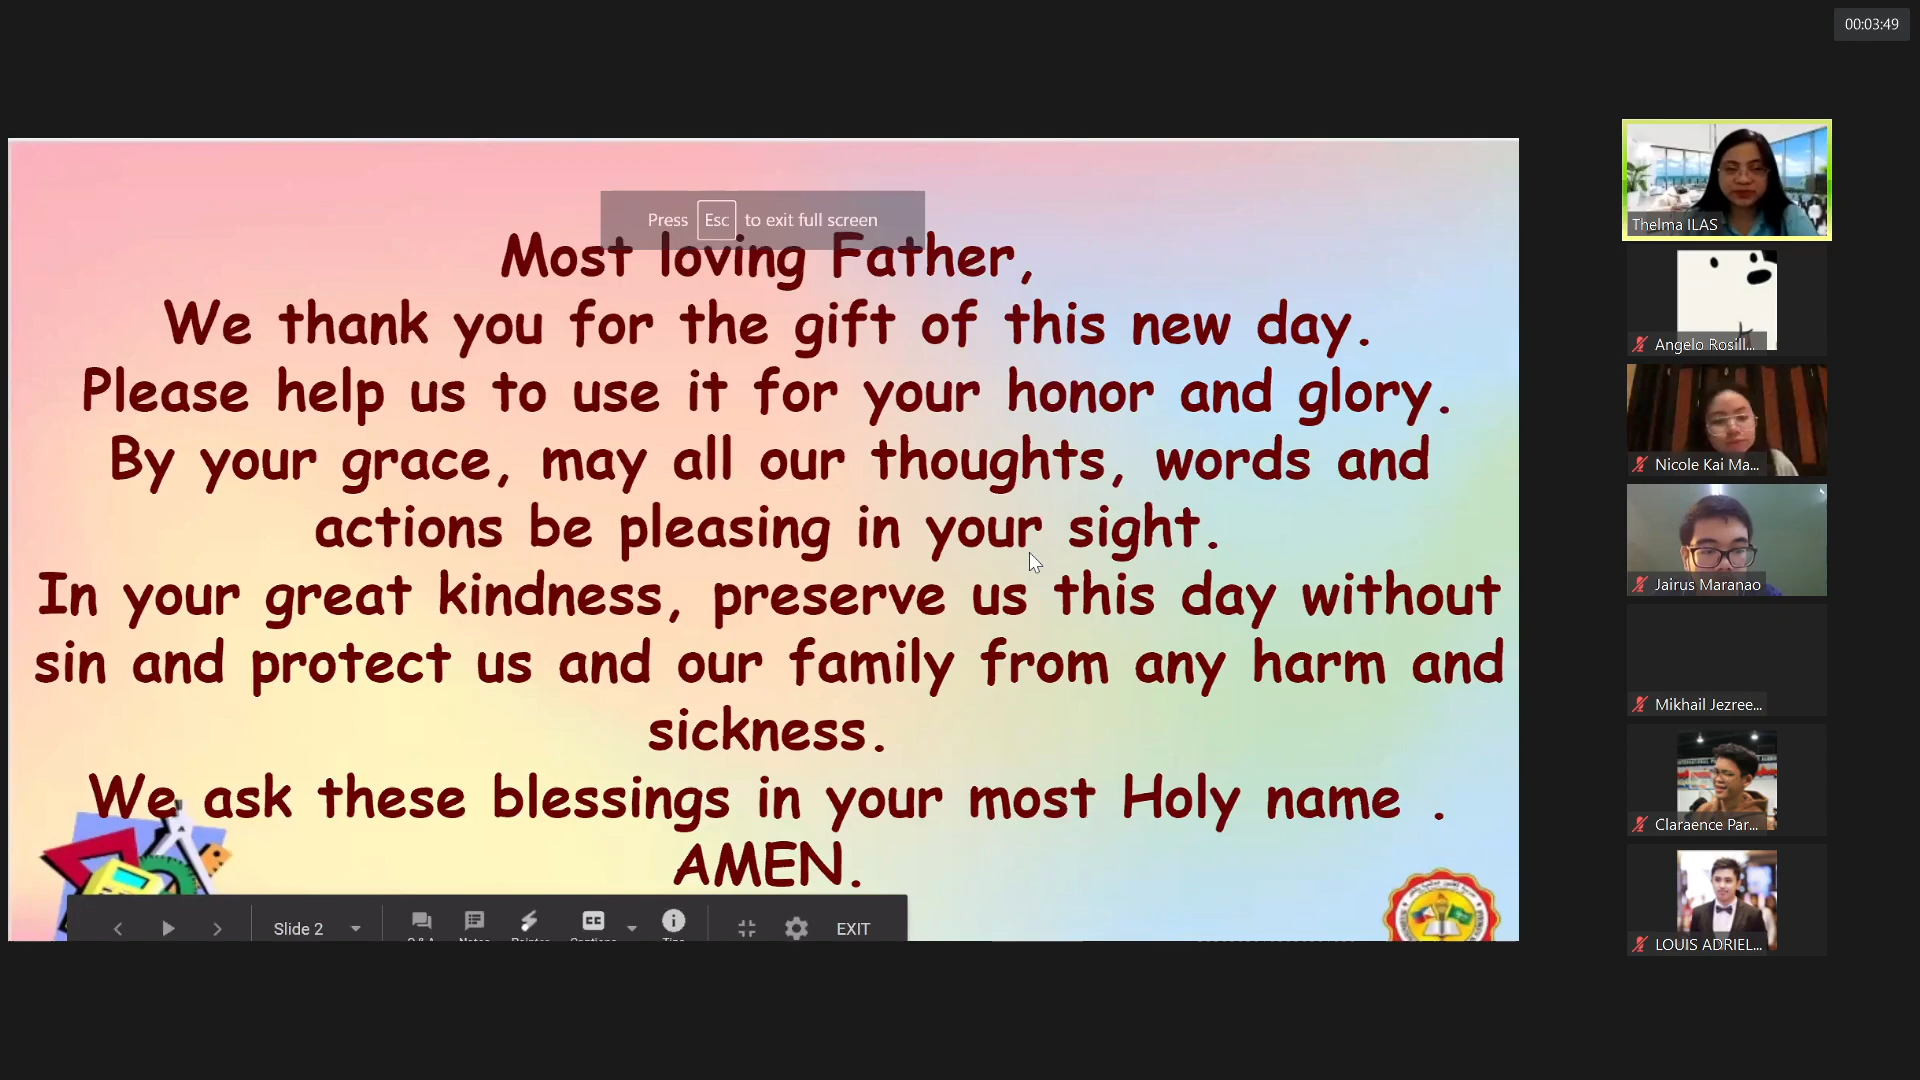 00:03:49
Press Esc to exit full screen
Most loving Father,
We thank you for the gift of this new day.
Please help us to use it for your honor and glory.
By your grace, may all our thoughts, words and
actions be pleasing in your sight.
In your great kindness, preserve us this day without
sin and protect us and our family from any harm and
sickness.
We ask these blessings in your most Holy name .
AMEN.
Slide 2
EXIT
Thelma ILAS
Angelo Rosill...
Nicole Kai Ma...
Jairus Maranao
Mikhail Jezree...
Claraence Par...
LOUIS ADRIEL...